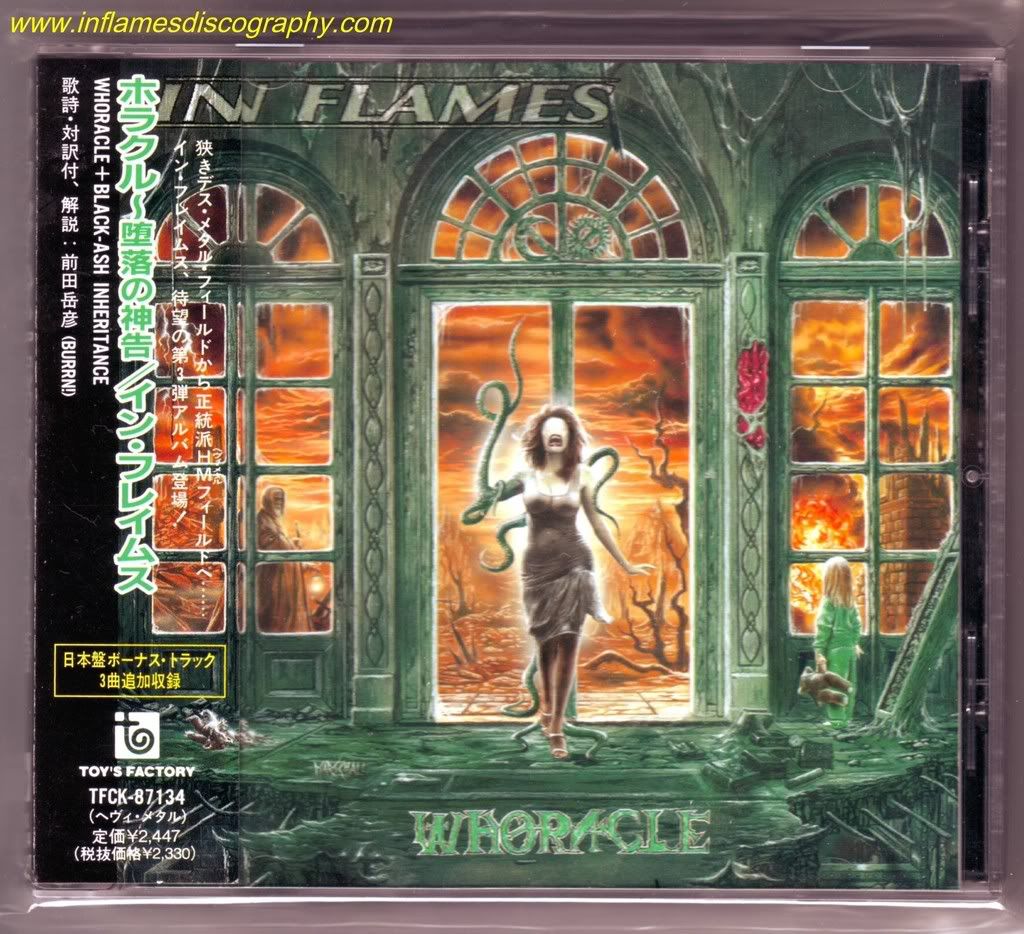 www.inflamesdiscography.com
IN FLAMES
ホラクル～堕落の神告／イン・フレイムス
WHORACLE + BLACK-ASH INHERITANCE
歌詩・対訳付、解説：前田岳彦 (BURRN!)
狭きデス・メタル・フィールドから正統派HMフィールドへ……
イン・フレイムス、待望の第3弾アルバム登場！
日本盤ボーナス・トラック
3曲追加収録
TOY'S FACTORY
TFCK-87134
(ヘヴィ・メタル)
定価¥2,447
(税抜価格¥2,330)
WHORACLE